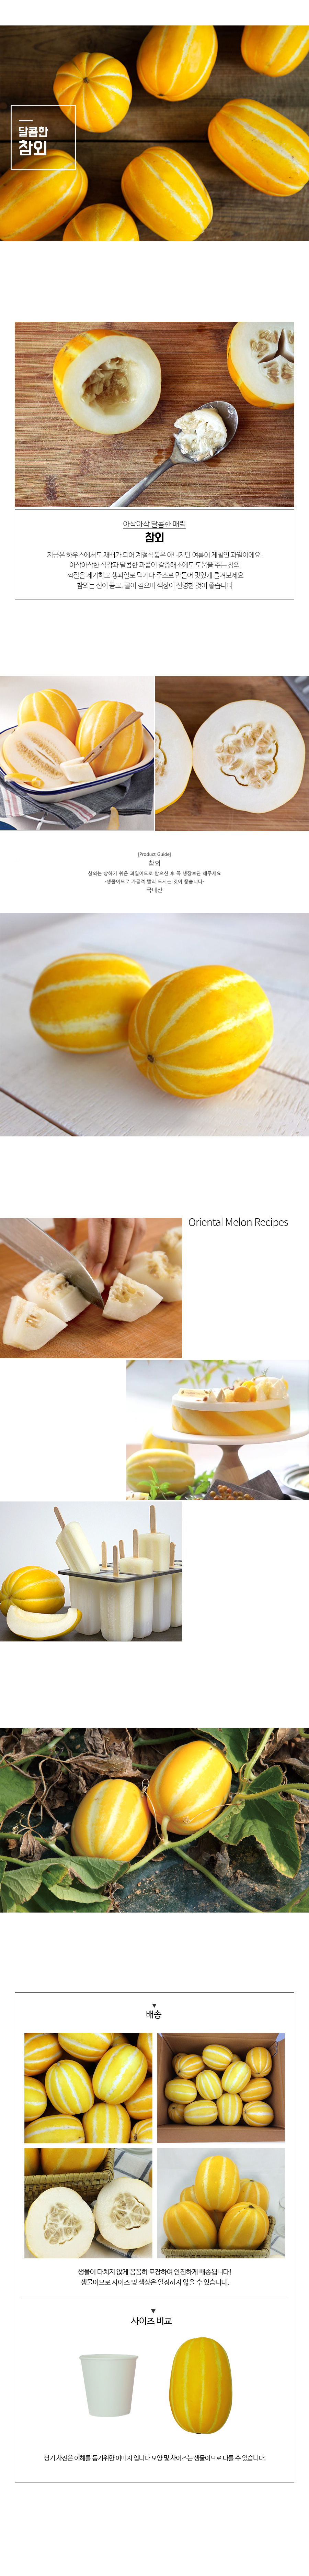 달콤한
참외
아삭아삭 달콤한 매력
참외
지금은 하우스에서도 재배가 되어 계절식물은 아니지만 여름이 제철인 과일이에요.
아삭아삭한 식감과 달콤한 과즙이 갈증해소에도 도움을 주는 참외
껍질을 제거하고 생과일로 먹거나 주스로 만들어 맛있게 즐겨보세요
참외는 선이 곧고, 골이 깊으며 색상이 선명한 것이 좋습니다
[Product Guide]
참외
참외는 상하기 쉬운 과일이므로 받으신 후 꼭 냉장보관 해주세요
-생물이므로 가급적 빨리 드시는 것이 좋습니다-
국내산
Oriental Melon Recipes
▼
배송
생물이 다치지 않게 꼼꼼히 포장하여 안전하게 배송됩니다!
생물이므로 사이즈 및 색상은 일정하지 않을 수 있습니다.
▼
사이즈 비교
상기 사진은 이해를 돕기위한 이미지 입니다 모양 및 사이즈는 생물이므로 다를 수 있습니다.